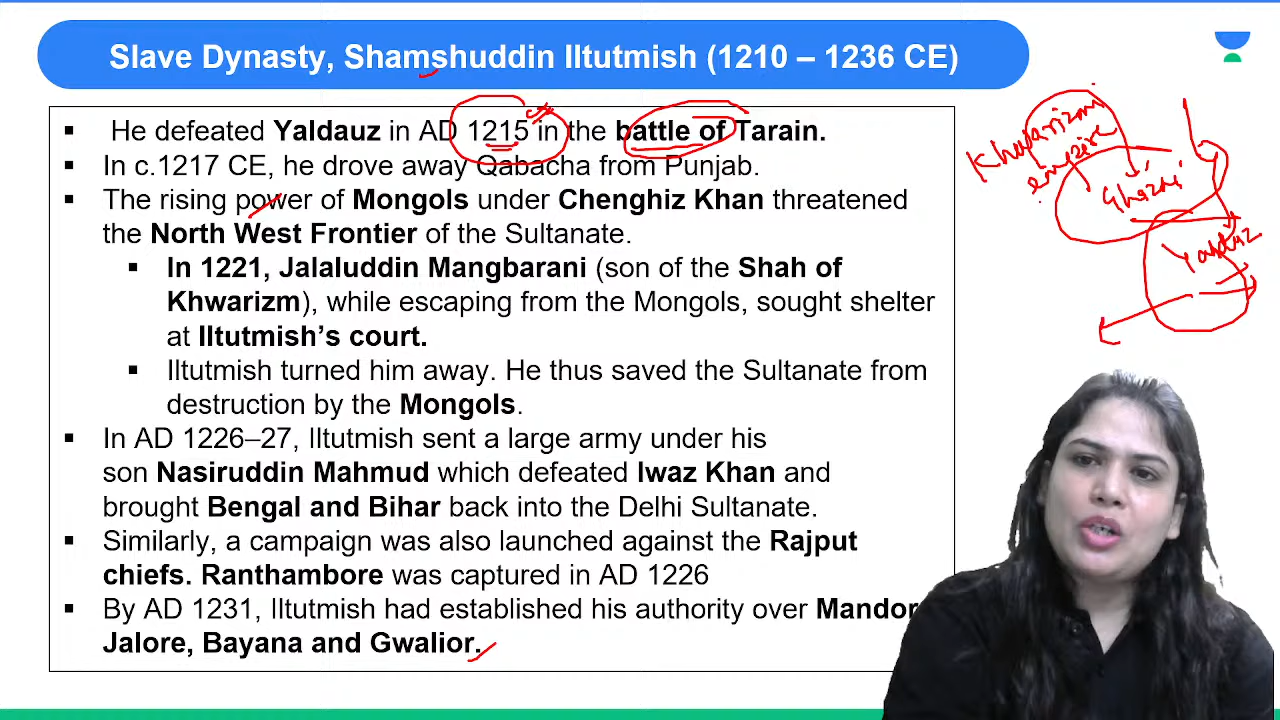 Slave Dynasty, Shamshuddin Iltutmish (1210 – 1236 CE)
▪ He defeated Yaldauz in AD 1215 in the battle of Tarain.
▪ In c.1217 CE, he drove away Qabacha from Punjab.
▪ The rising power of Mongols under Chenghiz Khan threatened
the North West Frontier of the Sultanate.
▪ In 1221, Jalaluddin Mangbarani (son of the Shah of
Khwarizm), while escaping from the Mongols, sought shelter
at Iltutmish’s court.
▪ Iltutmish turned him away. He thus saved the Sultanate from
destruction by the Mongols.
▪ In AD 1226–27, Iltutmish sent a large army under his
son Nasiruddin Mahmud which defeated Iwaz Khan and
brought Bengal and Bihar back into the Delhi Sultanate.
▪ Similarly, a campaign was also launched against the Rajput
chiefs. Ranthambore was captured in AD 1226
▪ By AD 1231, Iltutmish had established his authority over Mandor
Jalore, Bayana and Gwalior.
Khwarizmi
empire
Ghazni